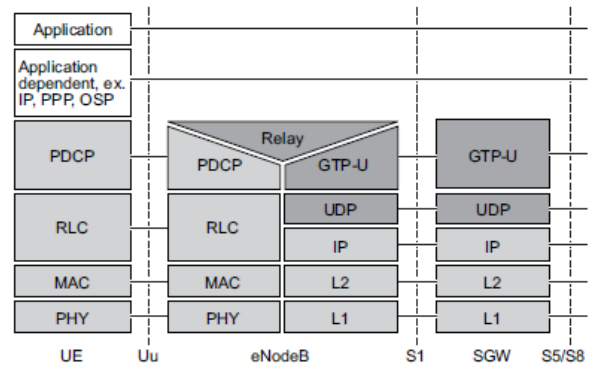 Application
Application
dependent, ex.
IP, PPP, OSP
Relay
PDCP
PDCP
GTP-U
GTP-U
UDP
UDP
RLC
RLC
IP
IP
MAC
MAC
L2
L2
PHY
PHY
L1
L1
UE
Uu
eNodeB
S1
SGW
S5/S8